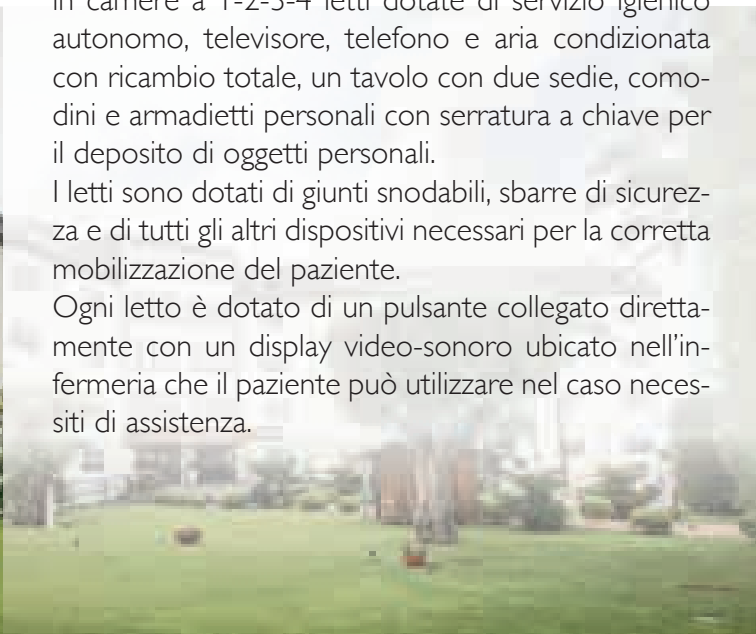 in camere a 1-2-3-4 letti dotate di servizio igienico
autonomo, televisore, telefono e aria condizionata
con ricambio totale, un tavolo con due sedie, como-
dini e armadietti personali con serratura a chiave per
il deposito di oggetti personali.
I letti sono dotati di giunti snodabili, sbarre di sicurez-
za e di tutti gli altri dispositivi necessari per la corretta
mobilizzazione del paziente.
Ogni letto è dotato di un pulsante collegato diretta-
mente con un display video-sonoro ubicato nell'in-
fermeria che il paziente può utilizzare nel caso neces-
siti di assistenza.